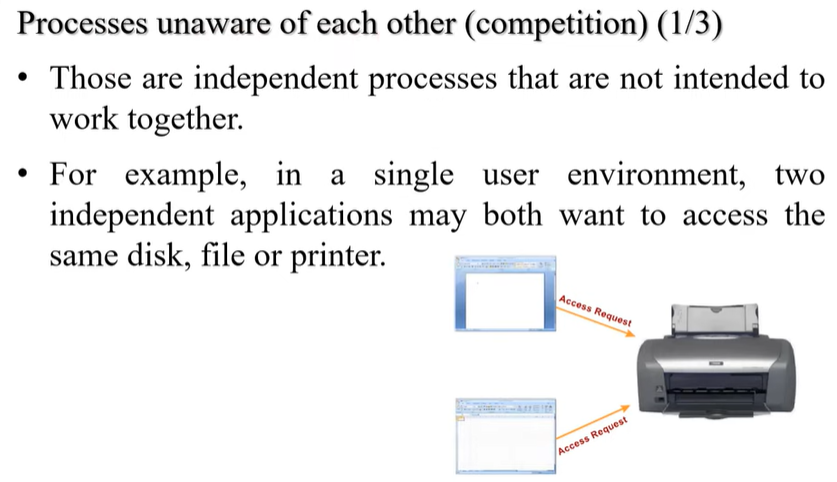 Processes unaware of each other (competition) (1/3)
• Those are independent processes that are not intended to
work together.
• For example, in a single user environment, two
independent applications may both want to access the
same disk, file or printer.
Access Request
Access Request